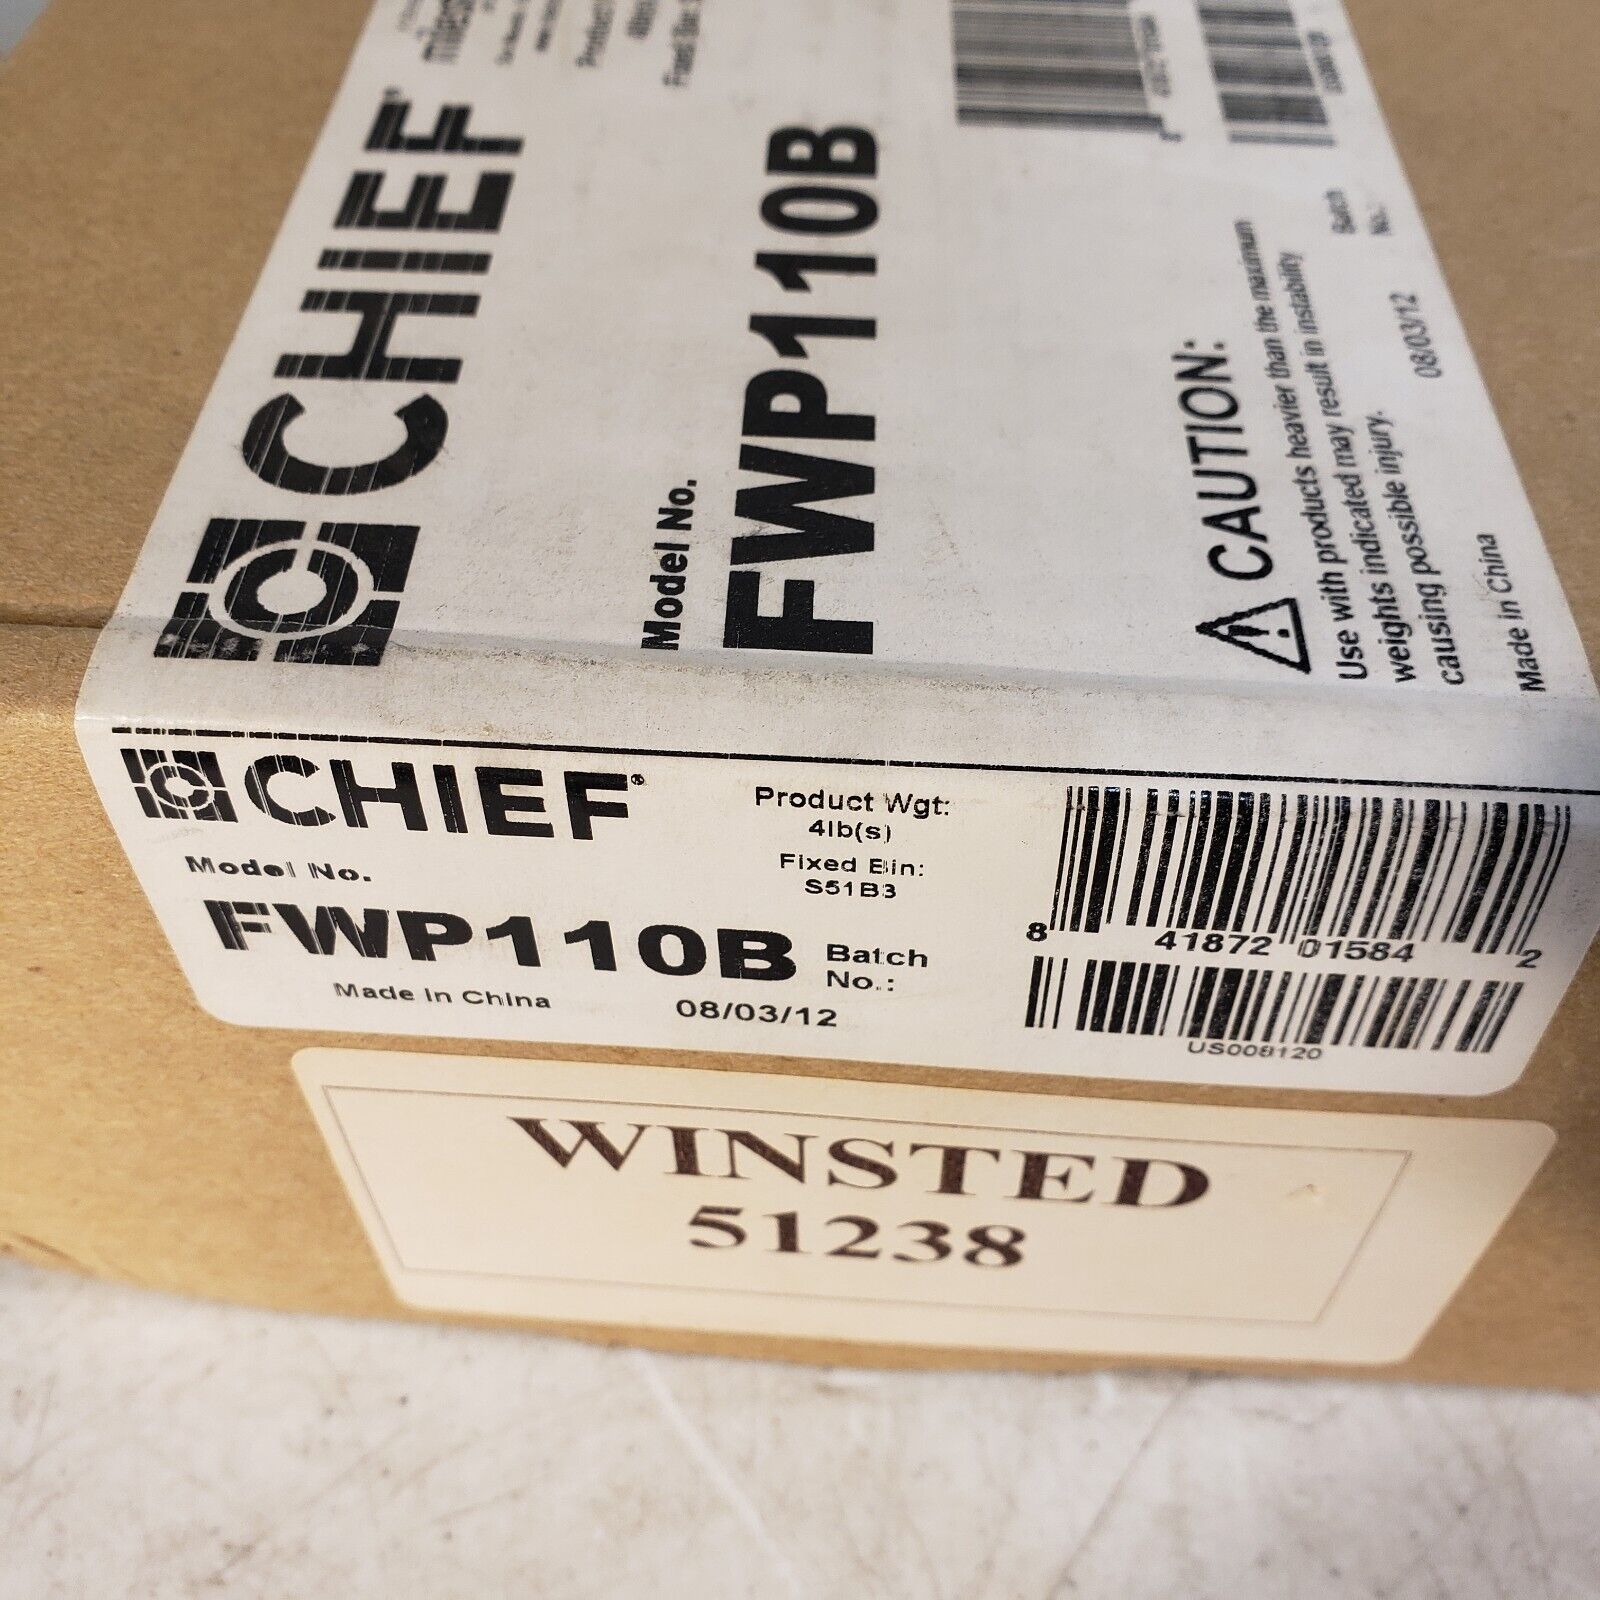 CHIEF
Model No.
FWP110B
CAUTION:
Use with products heavier than the maximum
weights indicated may result in instability
causing possible injury.
Made in China
Batch
No.:
08/03/12
CHIEF®
Model No.
FWP110B
Made in China
Product Wgt:
4lb(s)
Fixed Bin:
S51B3
Batch
No.:
08/03/12
8 41872 01584 2
US008120
WINSTED
51238